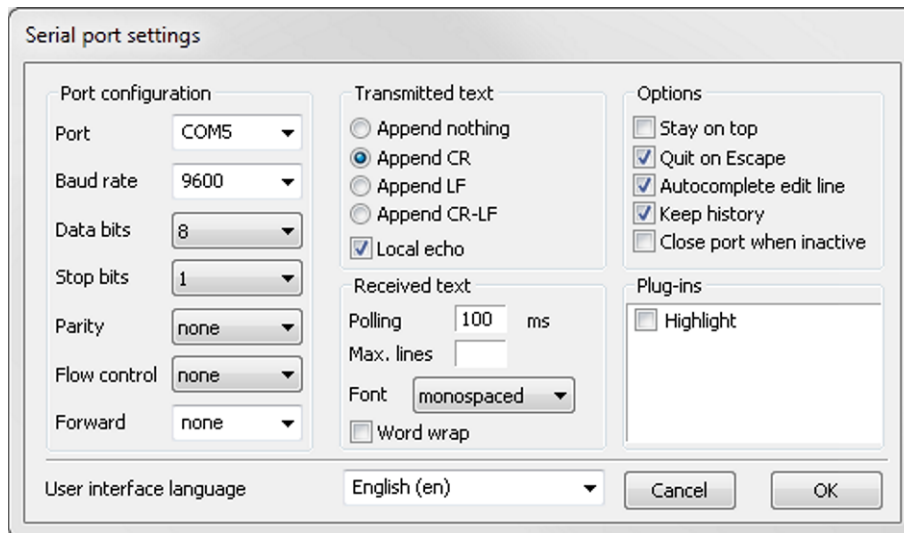 Serial port settings
Port configuration
Port COM5
Baud rate 9600
Data bits 8
Stop bits 1
Parity none
Flow control none
Forward none
Transmitted text
Append nothing
Append CR
Append LF
Append CR-LF
Local echo
Received text
Polling 100 ms
Max. lines
Font monospaced
Word wrap
Options
Stay on top
Quit on Escape
Autocomplete edit line
Keep history
Close port when inactive
Plug-ins
Highlight
User interface language English (en) Cancel OK